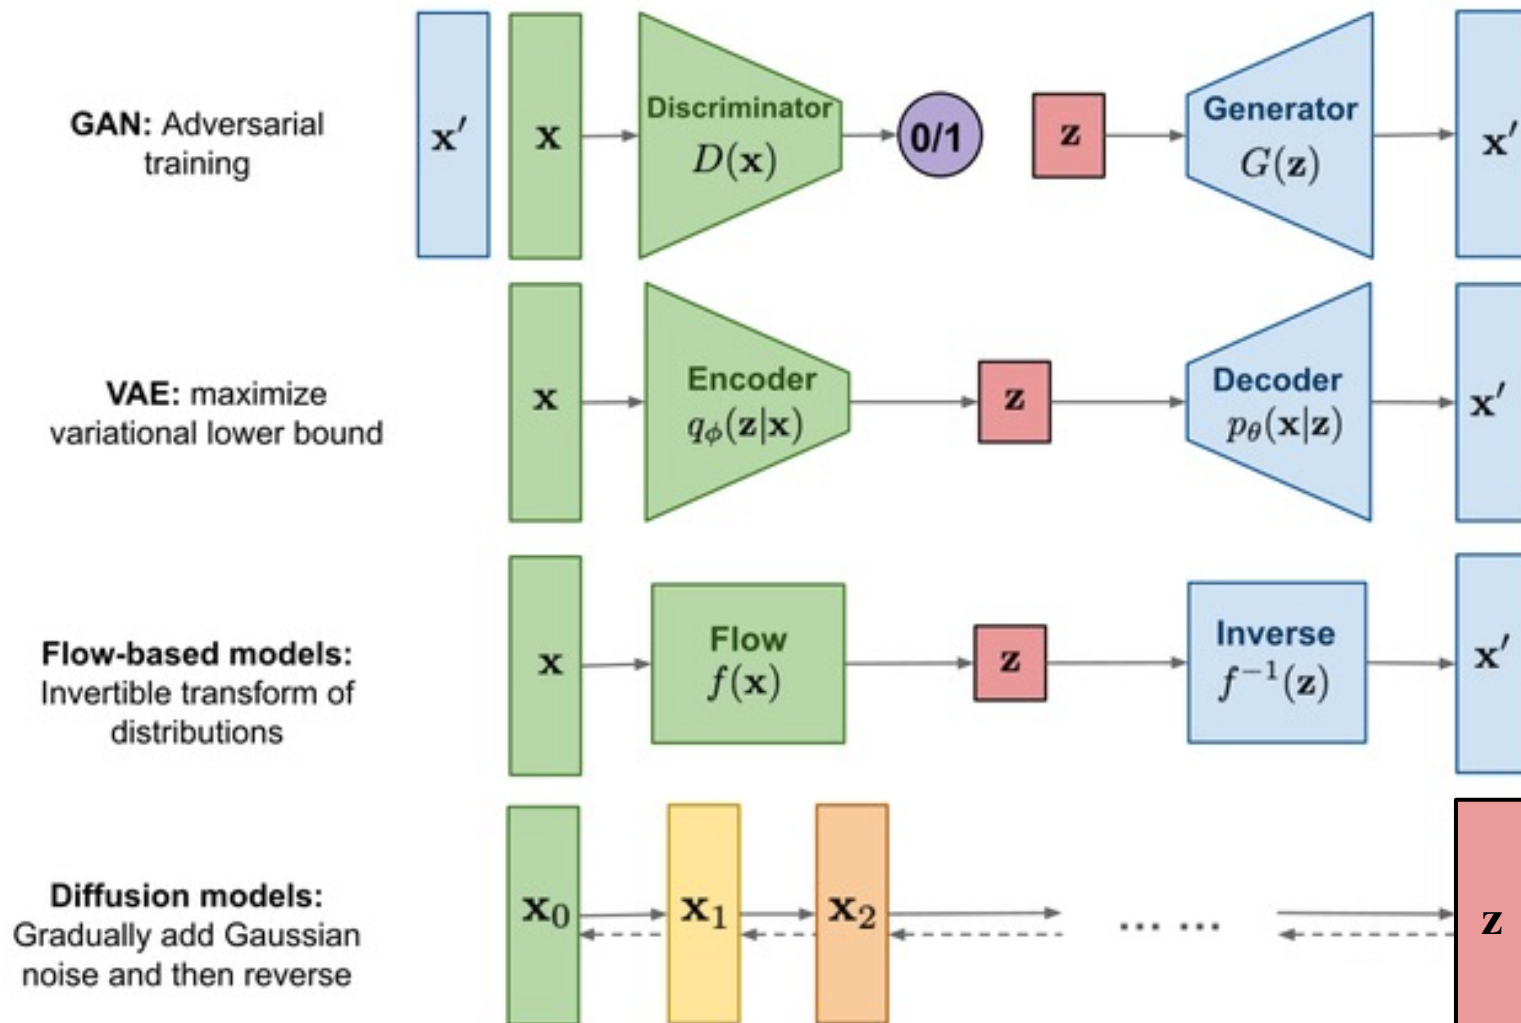 GAN: Adversarial
training
x′
x
Discriminator
D(x)
0/1
z
Generator
G(z)
x′
VAE: maximize
variational lower bound
x
Encoder
qϕ(z|x)
z
Decoder
pθ(x|z)
x′
Flow-based models:
Invertible transform of
distributions
x
Flow
f(x)
z
Inverse
f⁻¹(z)
x′
Diffusion models:
Gradually add Gaussian
noise and then reverse
x₀
x₁
x₂
... ...
z